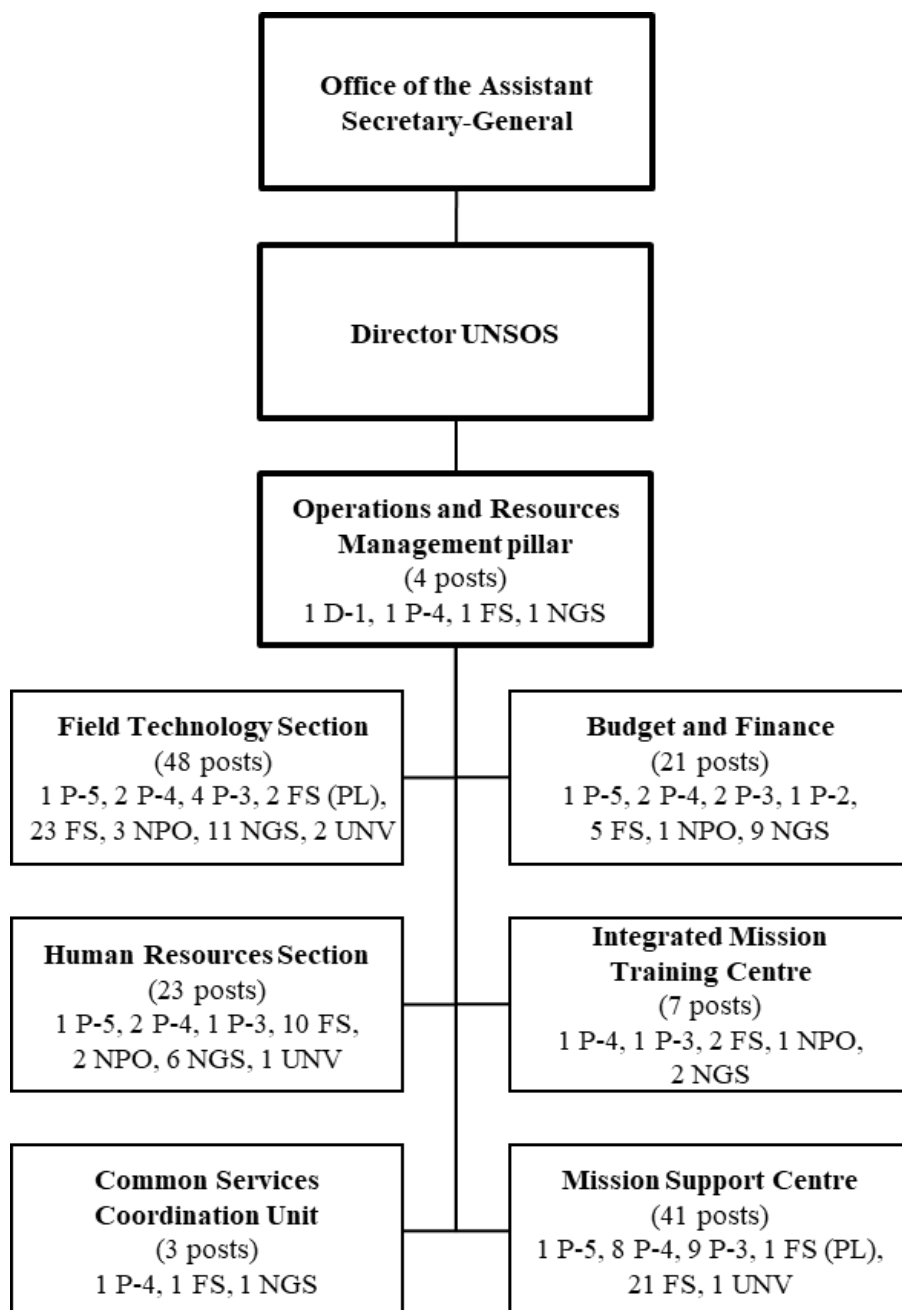 Office of the Assistant
Secretary-General
Director UNSOS
Operations and Resources
Management pillar
(4 posts)
1 D-1, 1 P-4, 1 FS, 1 NGS
Field Technology Section
(48 posts)
1 P-5, 2 P-4, 4 P-3, 2 FS (PL),
23 FS, 3 NPO, 11 NGS, 2 UNV
Budget and Finance
(21 posts)
1 P-5, 2 P-4, 2 P-3, 1 P-2,
5 FS, 1 NPO, 9 NGS
Human Resources Section
(23 posts)
1 P-5, 2 P-4, 1 P-3, 10 FS,
2 NPO, 6 NGS, 1 UNV
Integrated Mission
Training Centre
(7 posts)
1 P-4, 1 P-3, 2 FS, 1 NPO,
2 NGS
Common Services
Coordination Unit
(3 posts)
1 P-4, 1 FS, 1 NGS
Mission Support Centre
(41 posts)
1 P-5, 8 P-4, 9 P-3, 1 FS (PL),
21 FS, 1 UNV